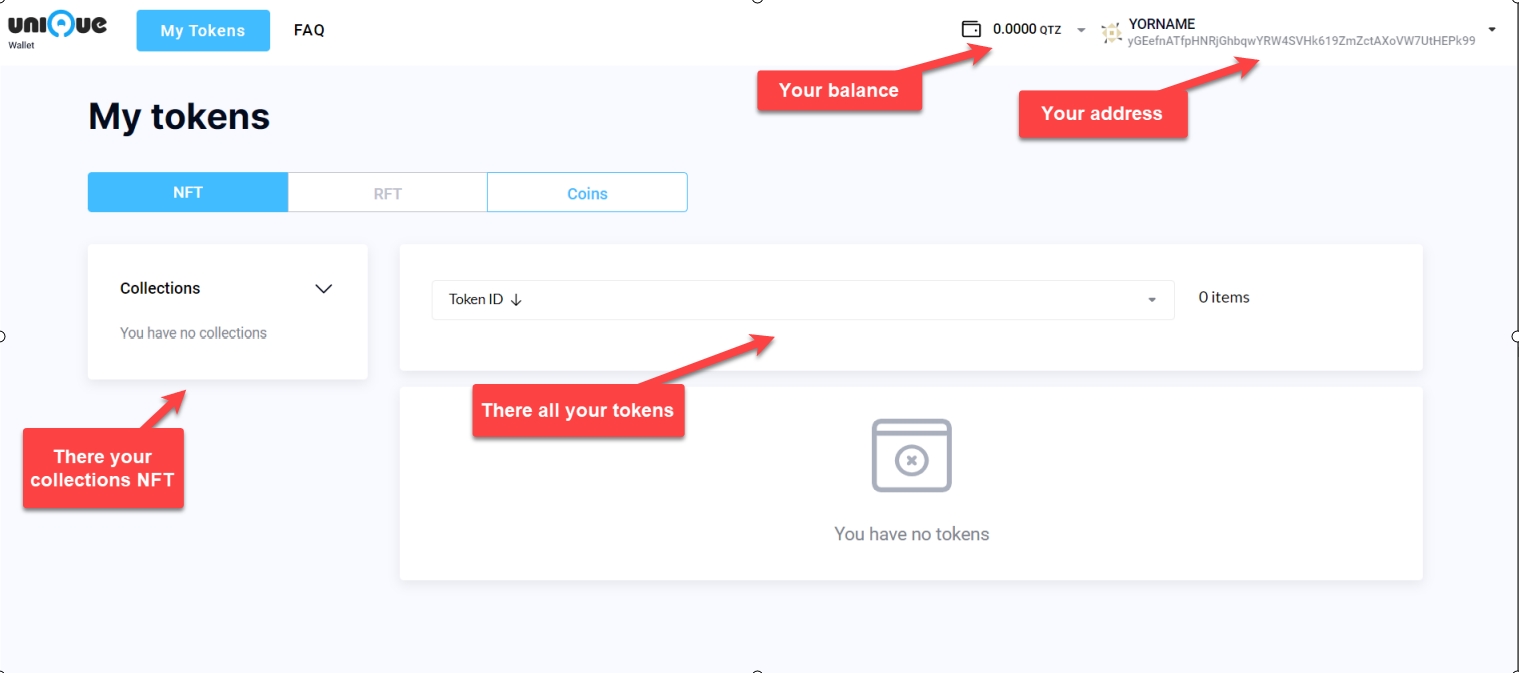 uniQue
Wallet
My Tokens
FAQ
0.0000 QTZ
YORNAME
yGEefnATfpHNRjGhbqwYRW4SVHk619ZmZctAXoVW7UtHEPk99
Your balance
Your address
My tokens
NFT
RFT
Coins
Collections
You have no collections
Token ID ↓
0 items
There all your tokens
There your
collections NFT
You have no tokens